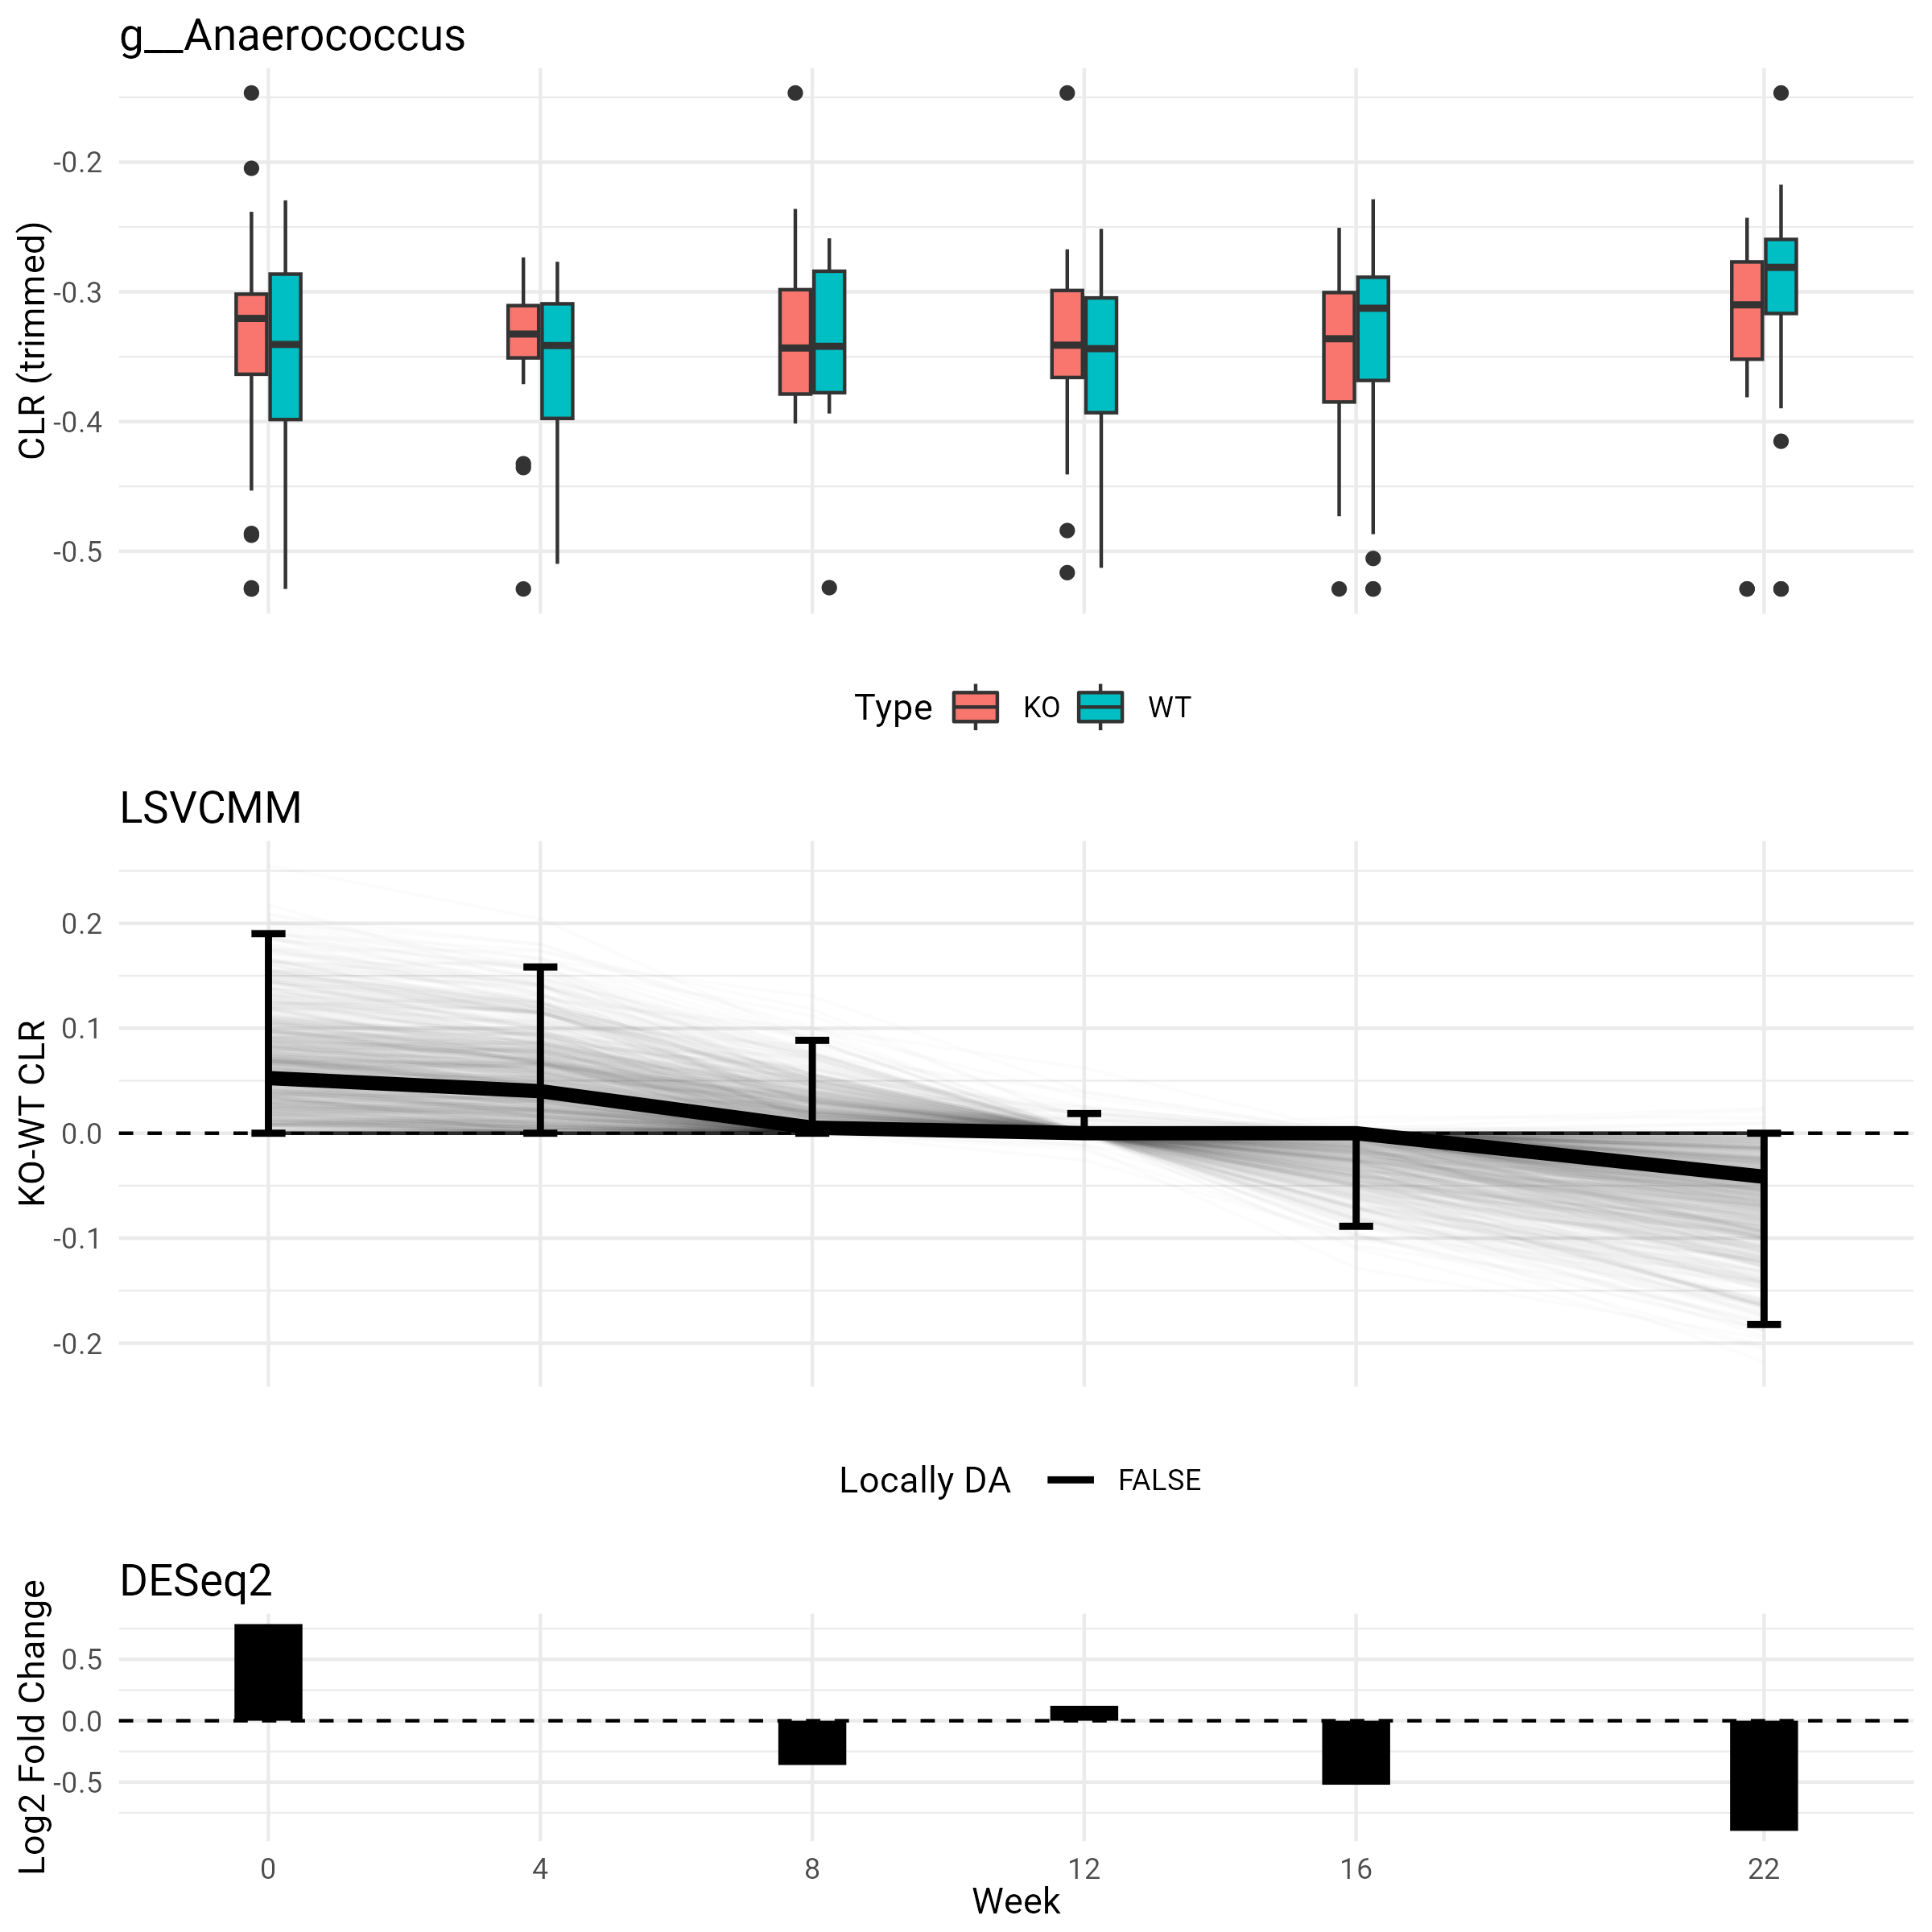 g__Anaerococcus
CLR (trimmed)
-0.2
-0.3
-0.4
-0.5
Type KO WT
LSVCMM
KO-WT CLR
0.2
0.1
0.0
-0.1
-0.2
Locally DA FALSE
DESeq2
Log2 Fold Change
0.5
0.0
-0.5
0 4 8 12 16 22
Week